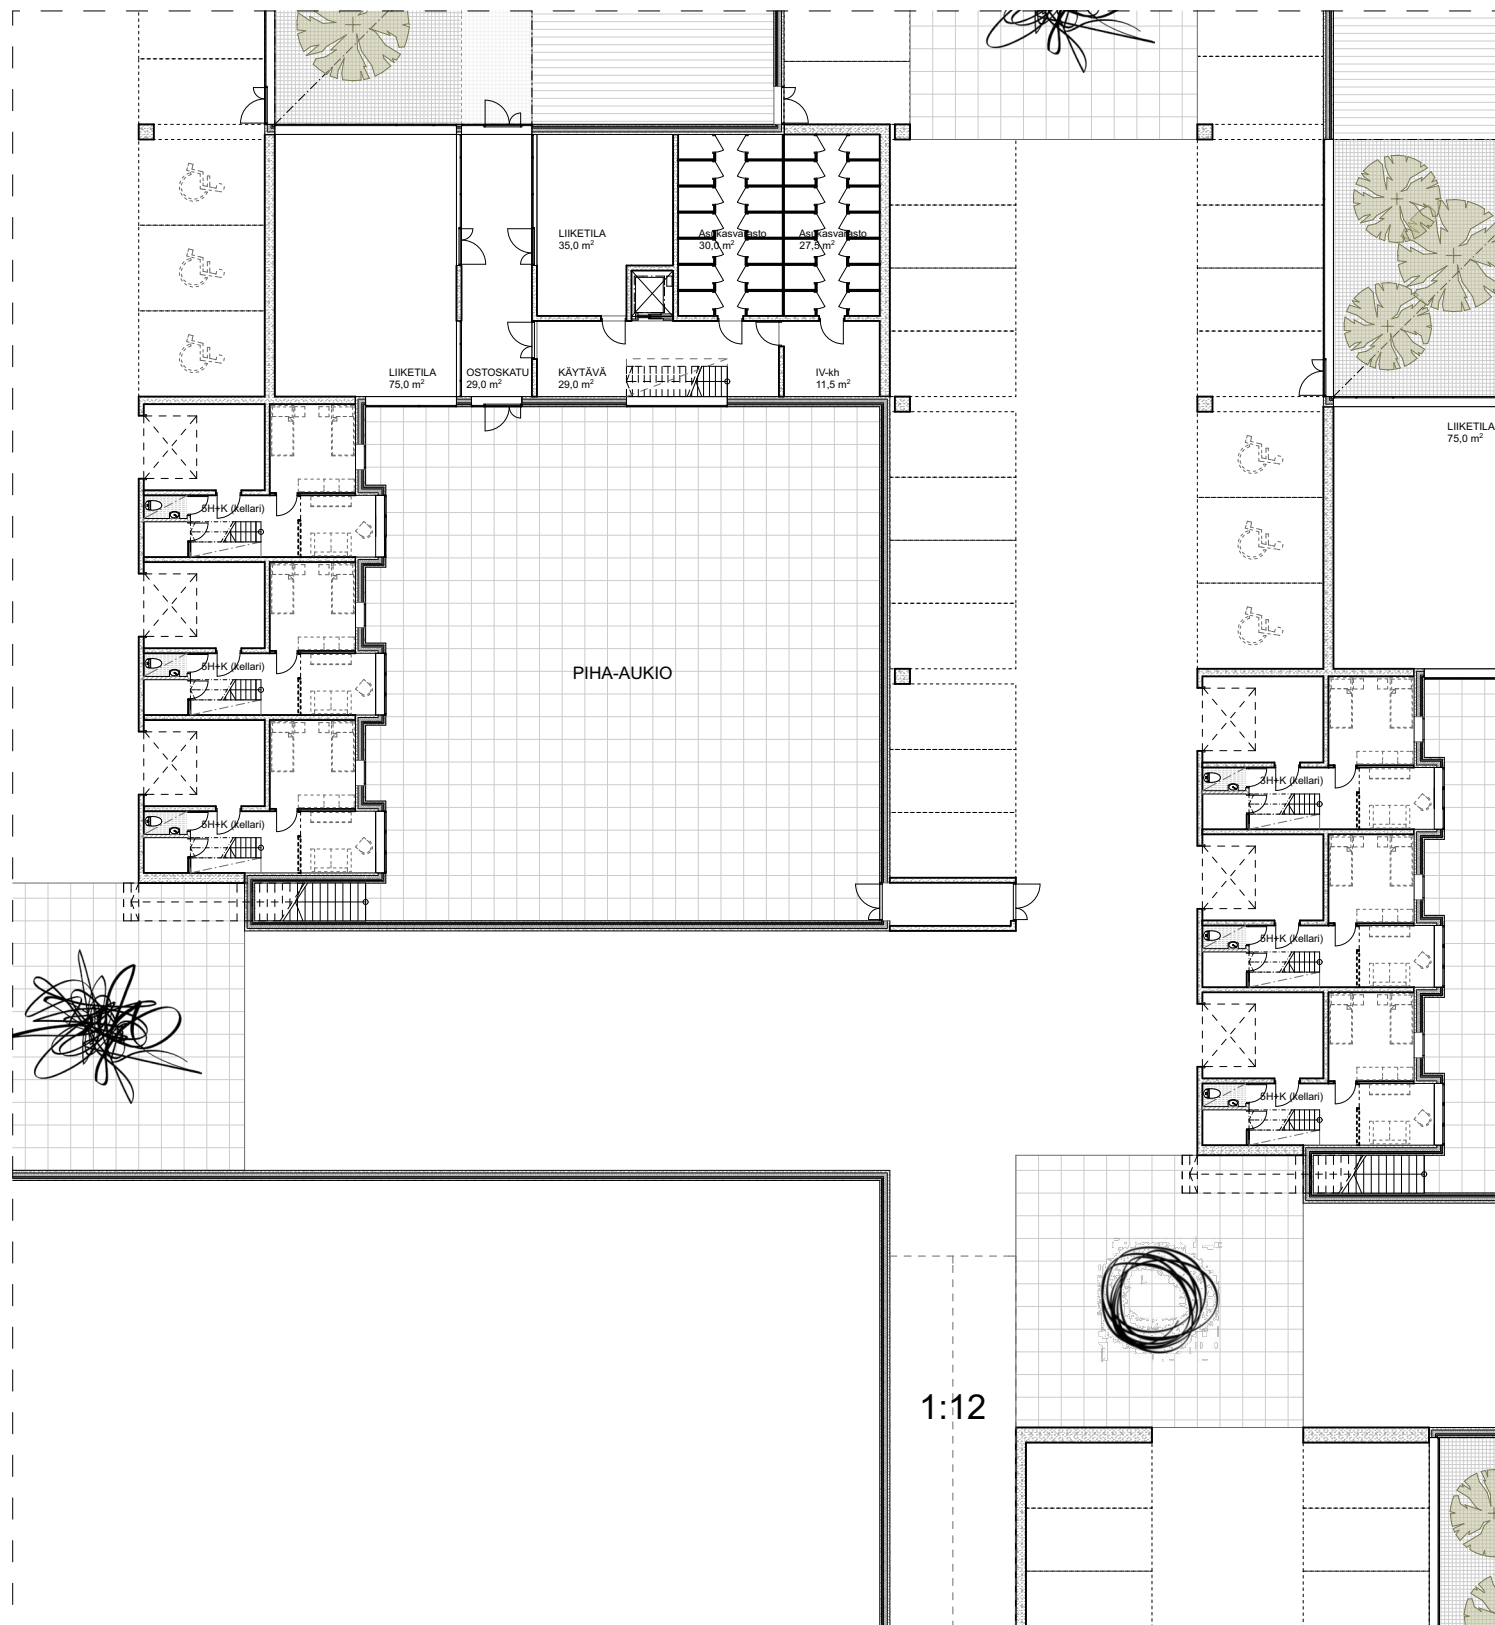 LIIKETILA
35,0 m²
Asukasvarasto
30,0 m²
Asukasvarasto
27,5 m²
LIIKETILA
75,0 m²
OSTOSKATU
29,0 m²
KÄYTÄVÄ
29,0 m²
IV-kh
11,5 m²
LIIKETILA
75,0 m²
5H+K (kellari)
5H+K (kellari)
PIHA-AUKIO
3H+K (kellari)
5H+K (kellari)
5H+K (kellari)
5H+K (kellari)
1:12